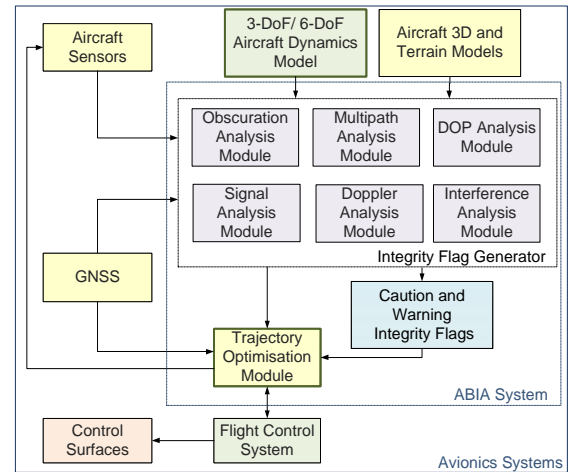 Aircraft
Sensors
3-DoF/ 6-DoF
Aircraft Dynamics
Model
Aircraft 3D and
Terrain Models
Obscuration
Analysis
Module
Multipath
Analysis
Module
DOP Analysis
Module
Signal
Analysis
Module
Doppler
Analysis
Module
Interference
Analysis
Module
Integrity Flag Generator
GNSS
Caution and
Warning
Integrity Flags
Trajectory
Optimisation
Module
ABIA System
Control
Surfaces
Flight Control
System
Avionics Systems